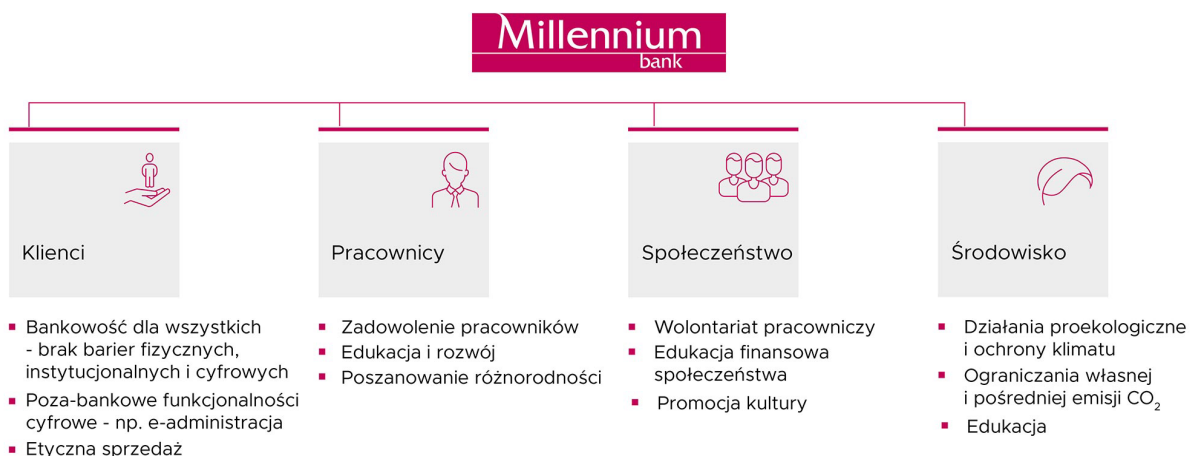 Millennium
bank
Klienci
Bankowość dla wszystkich
- brak barier fizycznych,
instytucjonalnych i cyfrowych
Poza-bankowe funkcjonalności
cyfrowe - np. e-administracja
Etyczna sprzedaż
Pracownicy
Zadowolenie pracowników
Edukacja i rozwój
Poszanowanie różnorodności
Społeczeństwo
Wolontariat pracowniczy
Edukacja finansowa
społeczeństwa
Promocja kultury
Środowisko
Działania proekologiczne
i ochrony klimatu
Ograniczania własnej
i pośredniej emisji CO₂
Edukacja